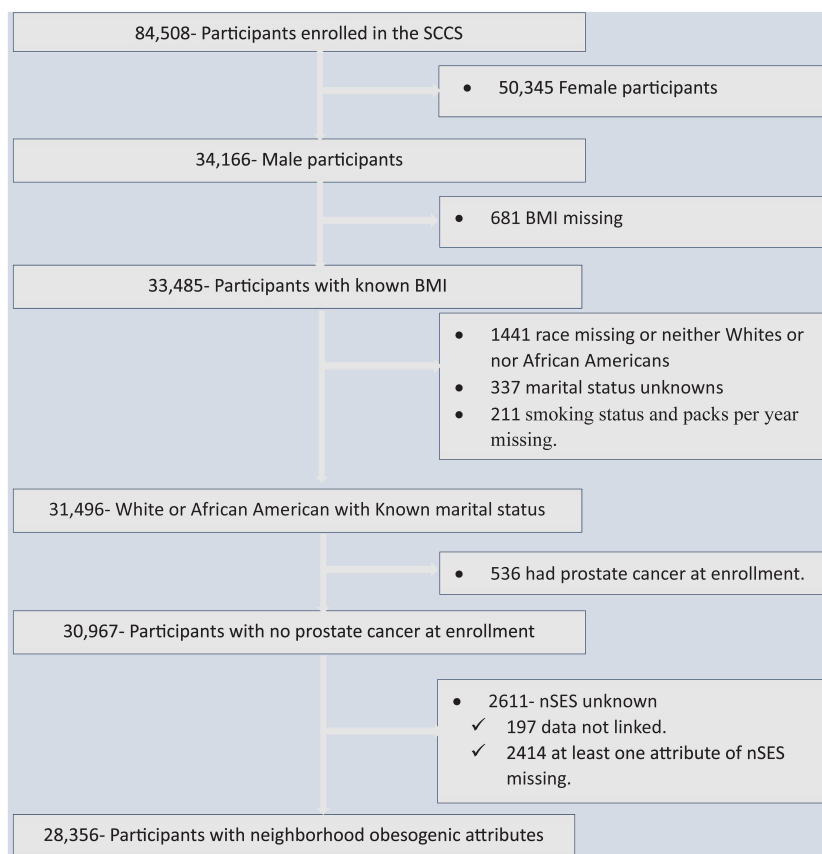 84,508- Participants enrolled in the SCCS
• 50,345 Female participants
34,166- Male participants
• 681 BMI missing
33,485- Participants with known BMI
• 1441 race missing or neither Whites or
nor African Americans
• 337 marital status unknowns
• 211 smoking status and packs per year
missing.
31,496- White or African American with Known marital status
• 536 had prostate cancer at enrollment.
30,967- Participants with no prostate cancer at enrollment
• 2611- nSES unknown
✓ 197 data not linked.
✓ 2414 at least one attribute of nSES
missing.
28,356- Participants with neighborhood obesogenic attributes